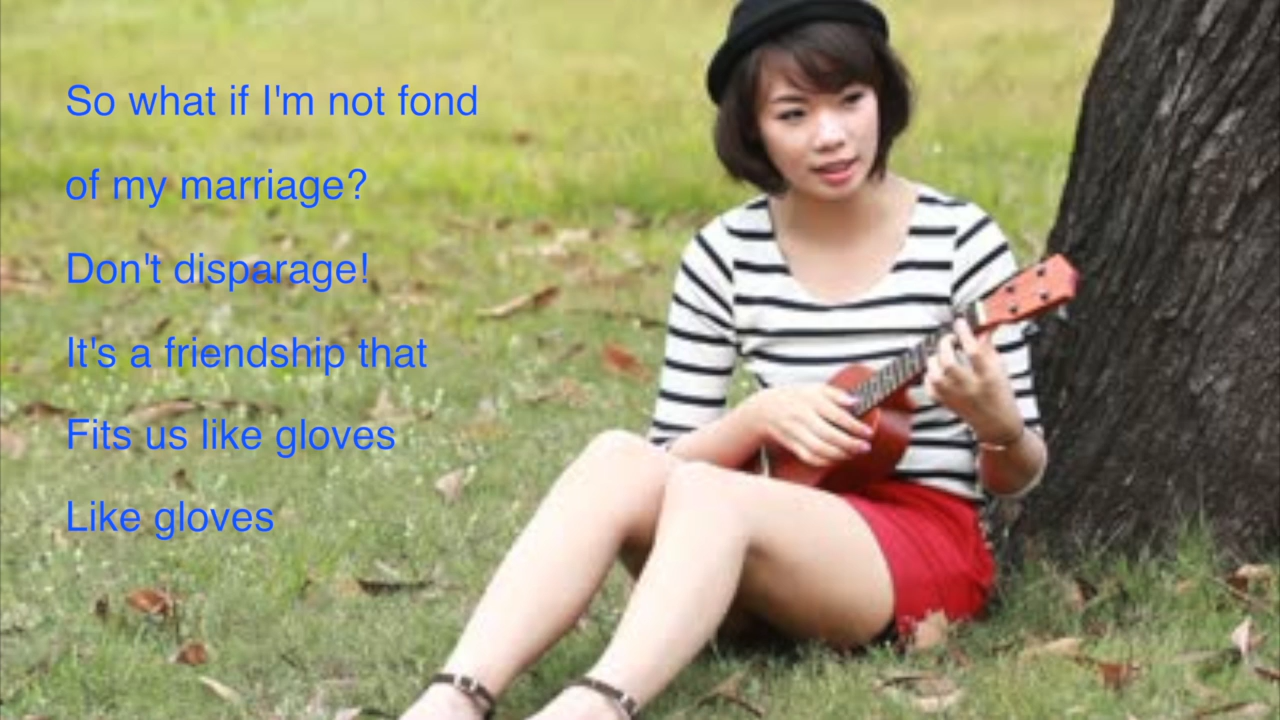 So what if I'm not fond
of my marriage?
Don't disparage!
It's a friendship that
Fits us like gloves
Like gloves